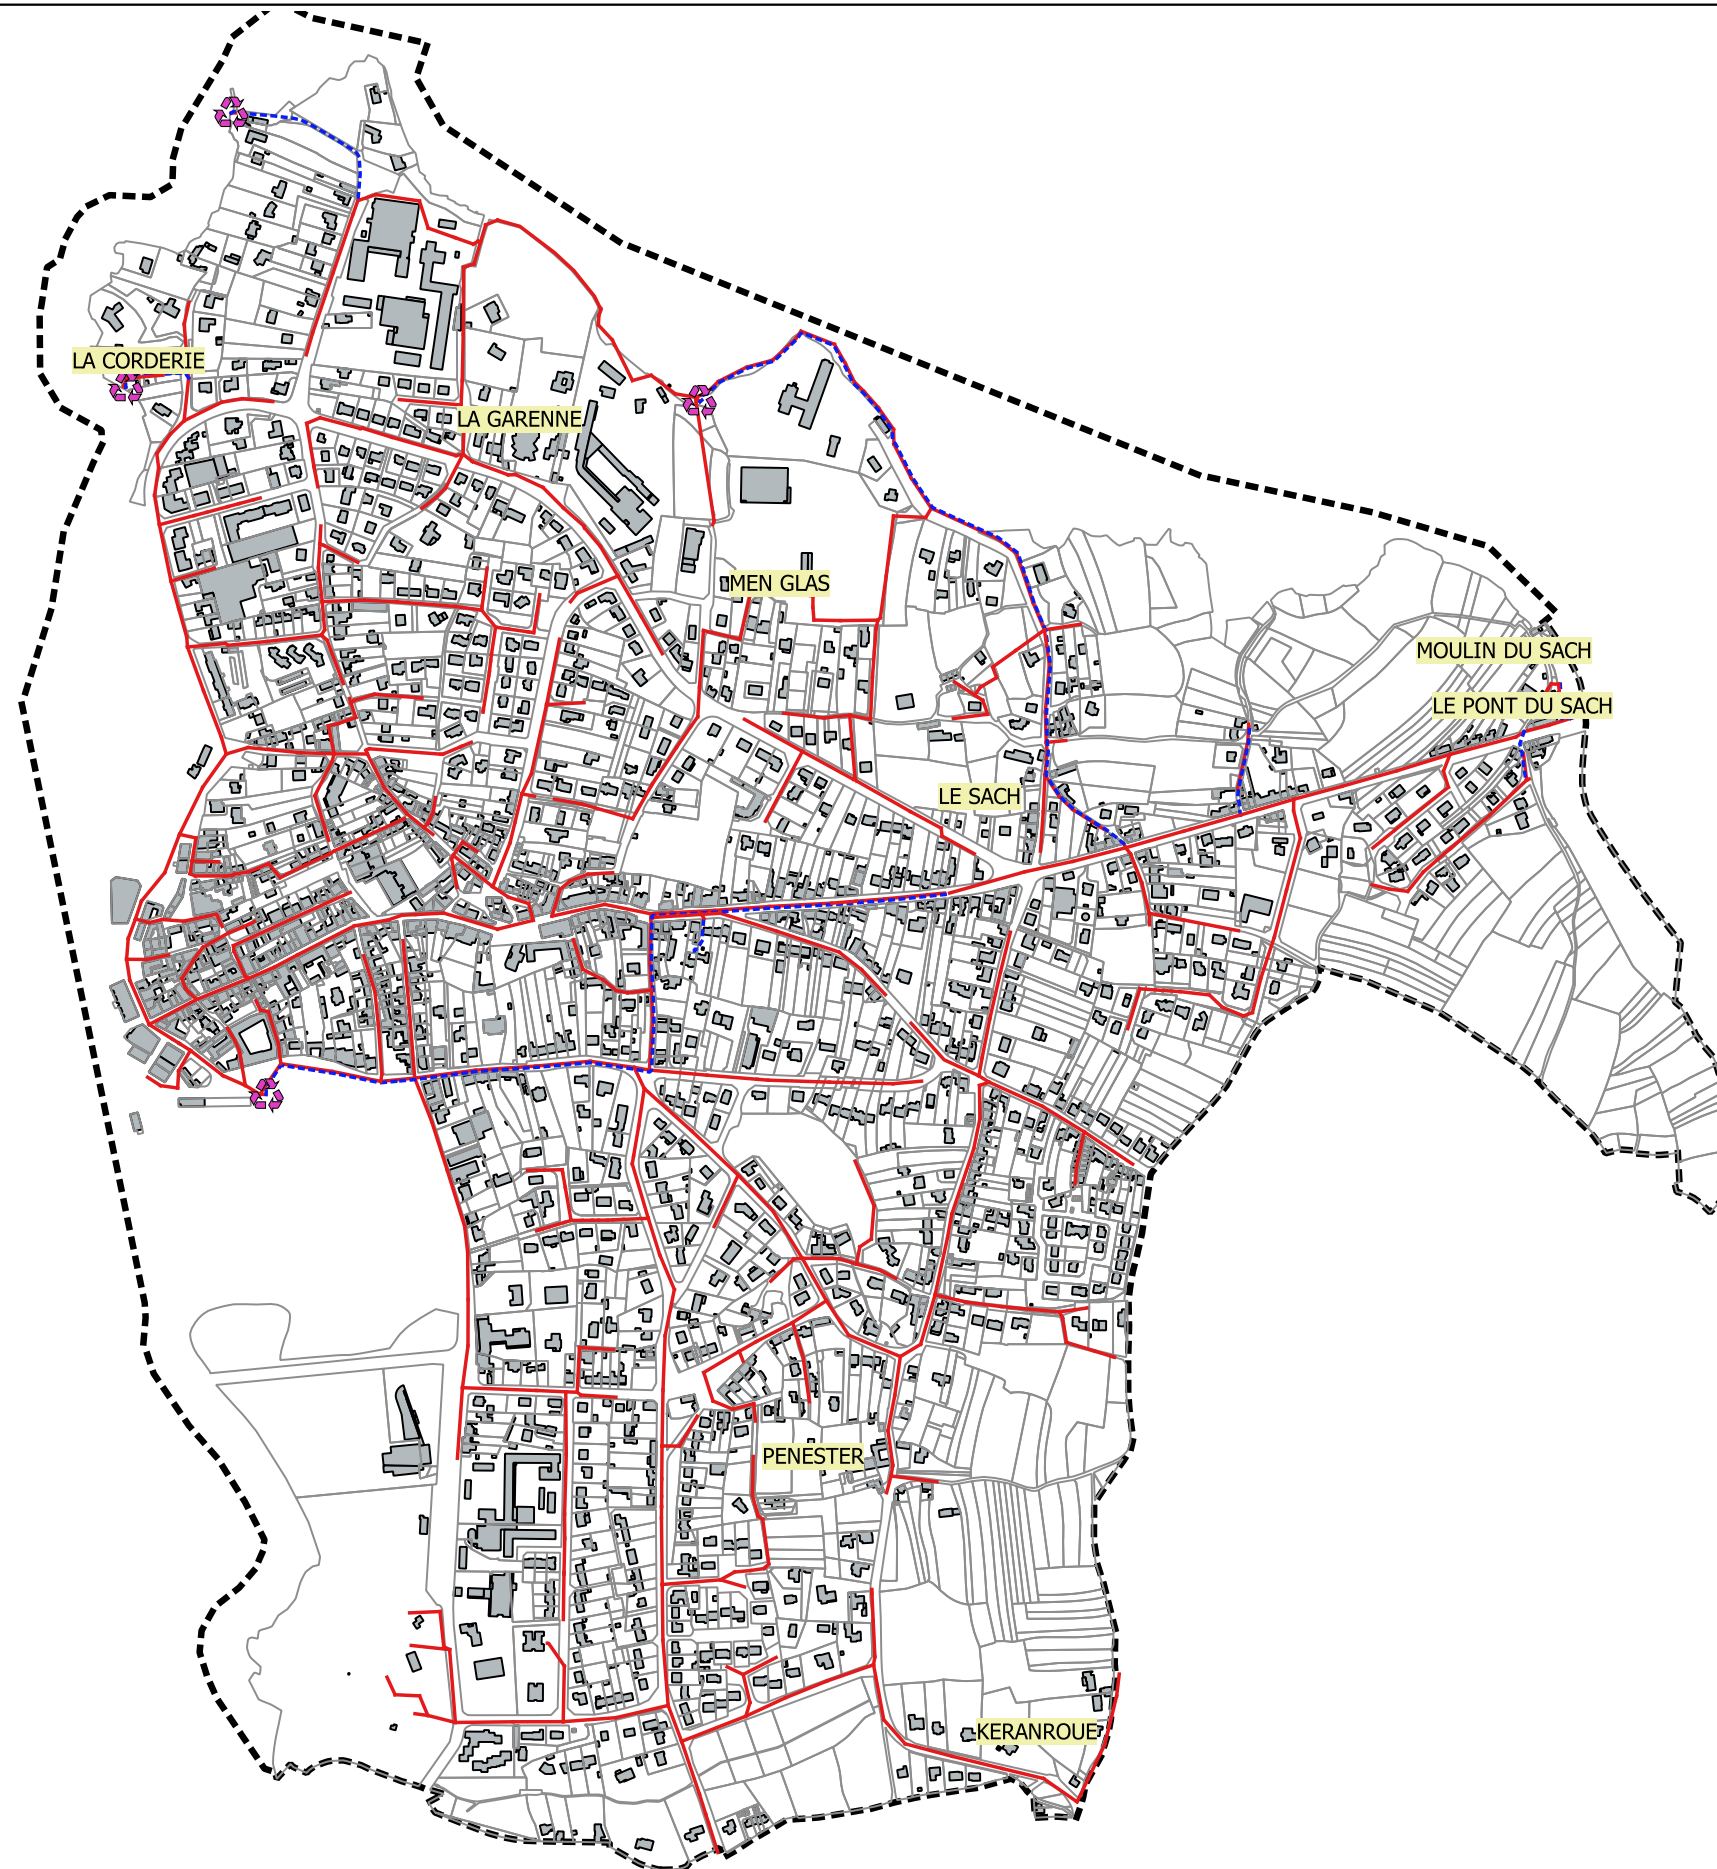 LA CORDERIE
LA GARENNE
MEN GLAS
MOULIN DU SACH
LE PONT DU SACH
LE SACH
PENESTER
KERANROUE